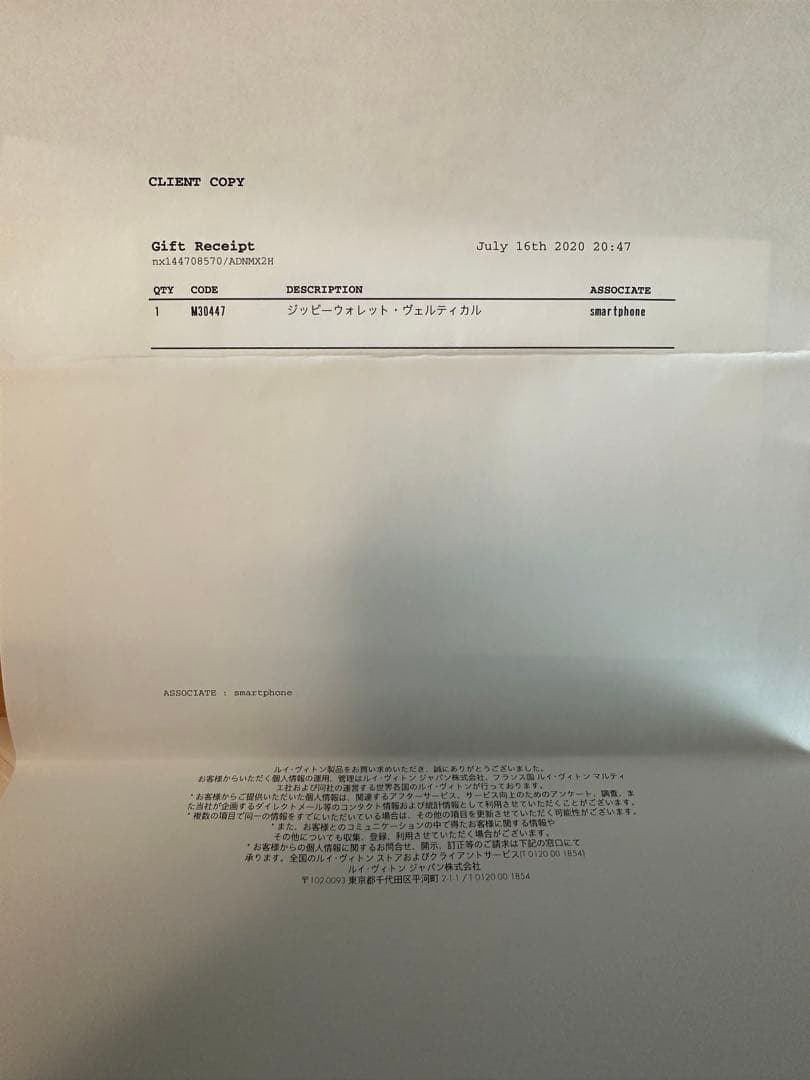 CLIENT COPY
Gift Receipt July 16th 2020 20:47
nx144708570/ADNMX2H
QTY CODE DESCRIPTION ASSOCIATE
1 M30447 ジッピーウォレット・ヴェルティカル smartphone
ASSOCIATE : smartphone
ルイ・ヴィトン製品をお買い求めいただき、誠にありがとうございました。
お客様からいただく個人情報の運用、管理はルイ・ヴィトン ジャパン株式会社、フランス国 ルイ・ヴィトン マルティ
エ社および同社の運営する世界各国のルイ・ヴィトンが行っております。
*お客様からご提供いただいた個人情報は、関連するアフターサービス、サービス向上のためのアンケート、調査、ま
た当社が企画するダイレクトメール等のコンタクト情報および統計情報として利用させていただくことがございます。
*複数の項目で同一の情報をすでにいただいている場合は、その他の項目を更新させていただく可能性がございます。
*また、お客様とのコミュニケーションの中で得たお客様に関する情報や
その他についても収集、登録、利用させていただく場合がございます。
*お客様からの個人情報に関するお問合せ、開示、訂正等のご請求は下記の窓口にて
承ります。全国のルイ・ヴィトン ストアおよびクライアントサービス(T 0120 00 1854)
ルイ・ヴィトン ジャパン株式会社
〒102-0093 東京都千代田区平河町 2-1-1 / T 0120 00 1854